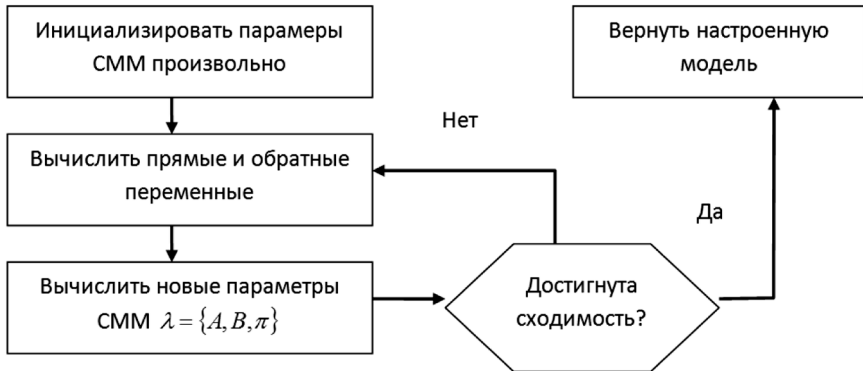 Инициализировать парамеры
СММ произвольно
Вернуть настроенную
модель
Нет
Вычислить прямые и обратные
переменные
Да
Вычислить новые параметры
СММ λ = {A, B, π}
Достигнута
сходимость?